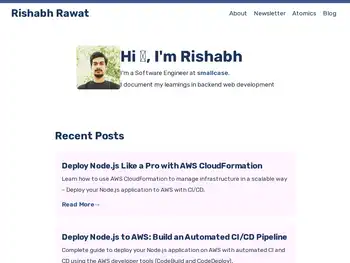 Rishabh Rawat
About Newsletter Atomics Blog
Hi , I'm Rishabh
I'm a Software Engineer at smallcase.
I document my learnings in backend web development
Recent Posts
Deploy Node.js Like a Pro with AWS CloudFormation
Learn how to use AWS CloudFormation to manage infrastructure in a scalable way
– Deploy your Node.js application to AWS with CI/CD.
Read More→
Deploy Node.js to AWS: Build an Automated CI/CD Pipeline
Complete guide to deploy your application on AWS with automated CI and
CD using the AWS developer tools (CodeBuild and CodeDeploy).